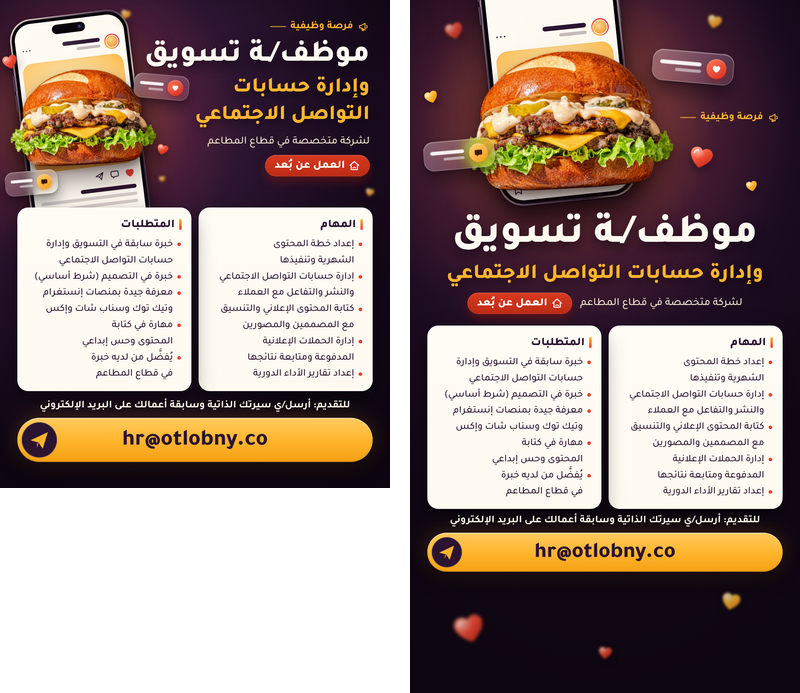 فرصة وظيفية
موظف/ـة تسويق
وإدارة حسابات
التواصل الاجتماعي
لشركة متخصصة في قطاع المطاعم
العمل عن بُعد
المهام
إعداد خطة المحتوى
الشهرية وتنفيذها
إدارة حسابات التواصل الاجتماعي
والنشر والتفاعل مع العملاء
كتابة المحتوى الإعلاني والتنسيق
مع المصممين والمصورين
إدارة الحملات الإعلانية
المدفوعة ومتابعة نتائجها
إعداد تقارير الأداء الدورية
المتطلبات
خبرة سابقة في التسويق وإدارة
حسابات التواصل الاجتماعي
خبرة في التصميم (شرط أساسي)
معرفة جيدة بمنصات إنستغرام
وتيك توك وسناب شات وإكس
مهارة في كتابة
المحتوى وحس إبداعي
يُفضَّل من لديه خبرة
في قطاع المطاعم
للتقديم: أرسل/ي سيرتك الذاتية وسابقة أعمالك على البريد الإلكتروني
hr@otlobny.co
فرصة وظيفية
موظف/ـة تسويق
وإدارة حسابات التواصل الاجتماعي
لشركة متخصصة في قطاع المطاعم
العمل عن بُعد
المهام
إعداد خطة المحتوى
الشهرية وتنفيذها
إدارة حسابات التواصل الاجتماعي
والنشر والتفاعل مع العملاء
كتابة المحتوى الإعلاني والتنسيق
مع المصممين والمصورين
إدارة الحملات الإعلانية
المدفوعة ومتابعة نتائجها
إعداد تقارير الأداء الدورية
المتطلبات
خبرة سابقة في التسويق وإدارة
حسابات التواصل الاجتماعي
خبرة في التصميم (شرط أساسي)
معرفة جيدة بمنصات إنستغرام
وتيك توك وسناب شات وإكس
مهارة في كتابة
المحتوى وحس إبداعي
يُفضَّل من لديه خبرة
في قطاع المطاعم
للتقديم: أرسل/ي سيرتك الذاتية وسابقة أعمالك على البريد الإلكتروني
hr@otlobny.co